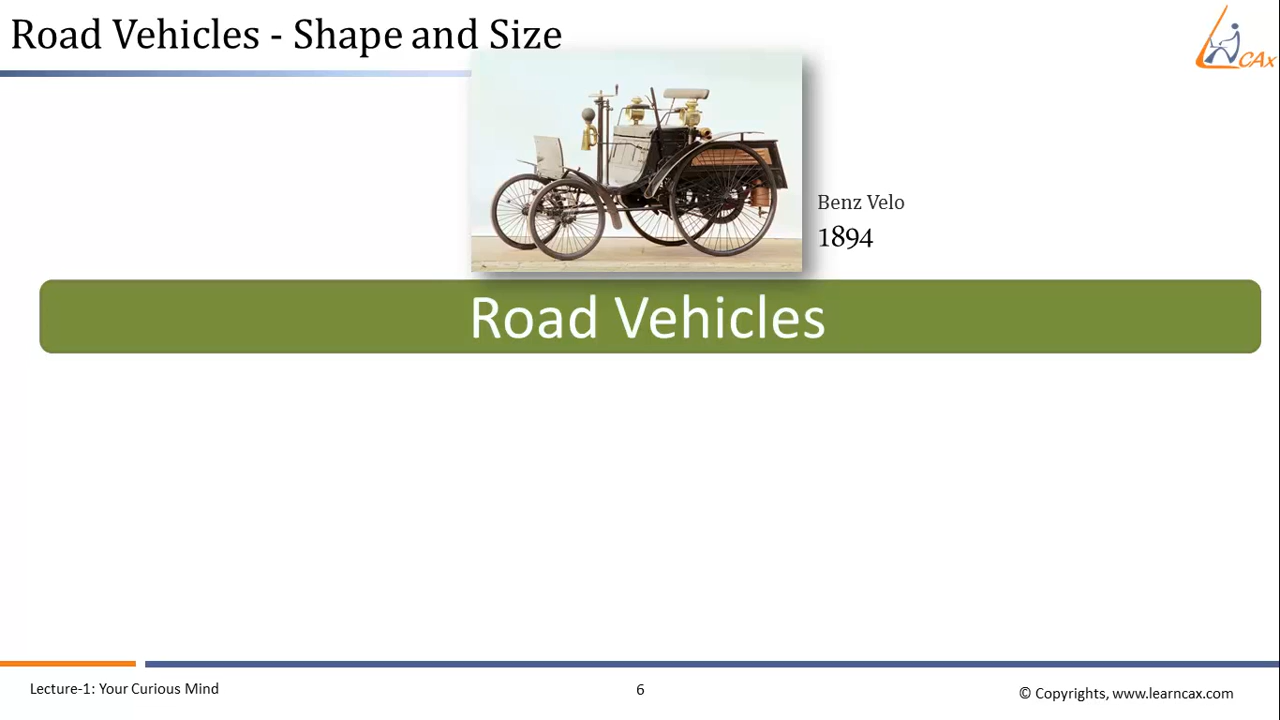 Road Vehicles - Shape and Size
CAx
Benz Velo
1894
Road Vehicles
Lecture-1: Your Curious Mind
6
© Copyrights, www.learncax.com